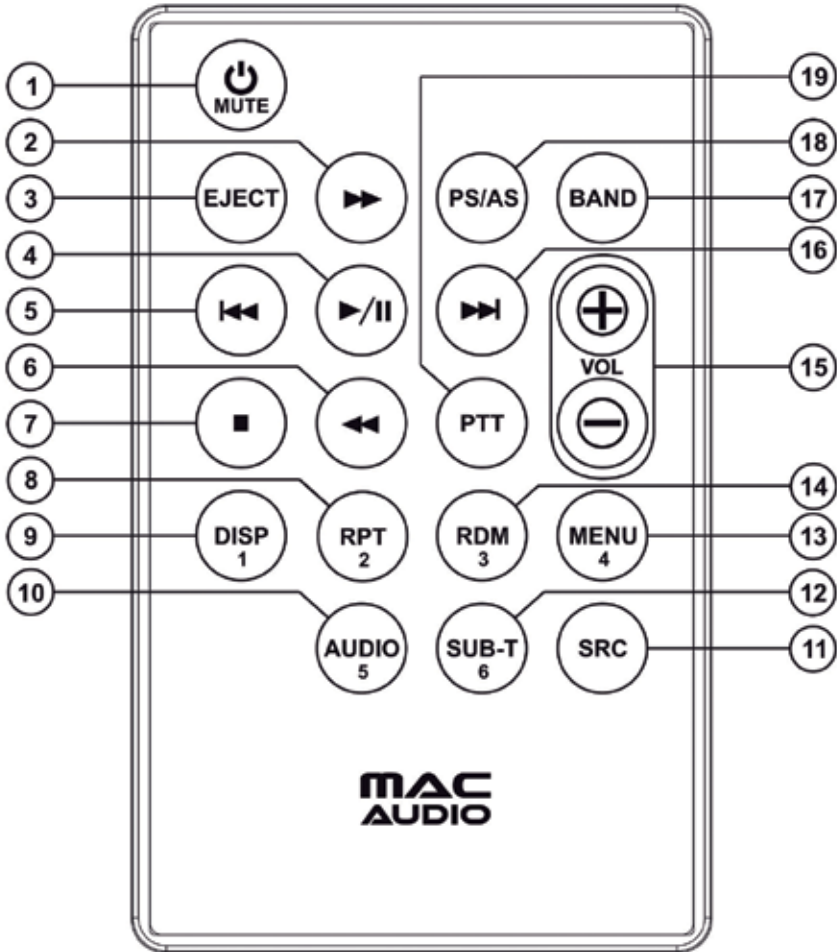 1
MUTE
19
2
18
3
EJECT
PS/AS
BAND
17
4
16
5
6
VOL
15
7
PTT
8
14
9
DISP
1
RPT
2
RDM
3
MENU
4
13
10
12
AUDIO
5
SUB-T
6
SRC
11
MAC
AUDIO